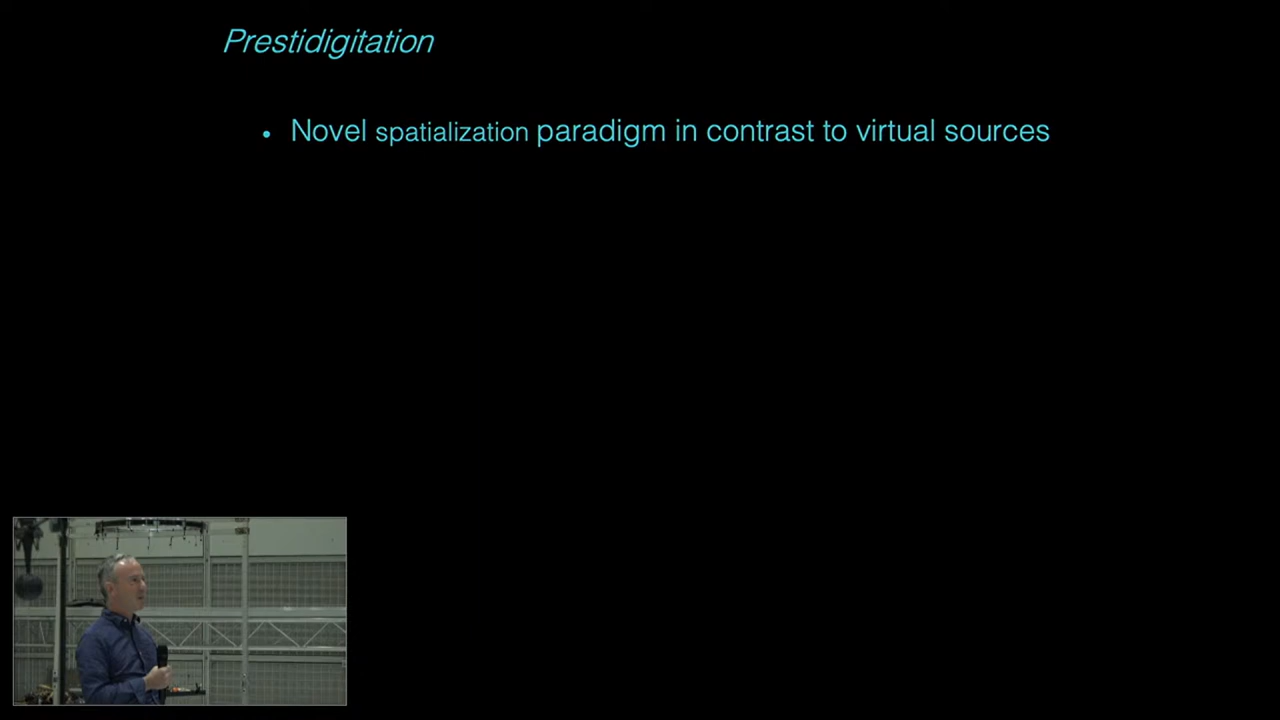 Prestidigitation
• Novel spatialization paradigm in contrast to virtual sources